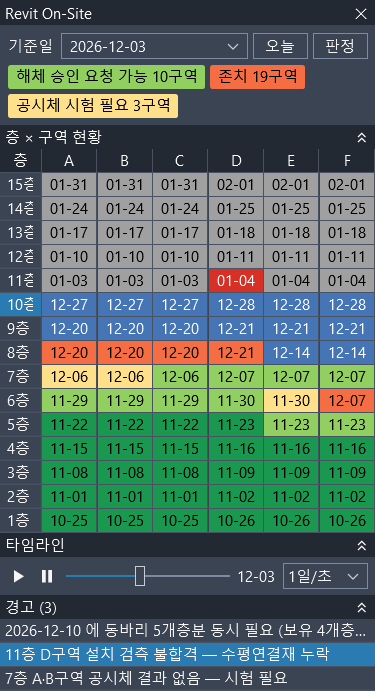 Revit On-Site
기준일 2026-12-03 오늘 판정
해체 승인 요청 가능 10구역 존치 19구역
공시체 시험 필요 3구역
층 × 구역 현황
층 A B C D E F
15층 01-31 01-31 01-31 02-01 02-01 02-01
14층 01-24 01-24 01-24 01-25 01-25 01-25
13층 01-17 01-17 01-17 01-18 01-18 01-18
12층 01-10 01-10 01-10 01-11 01-11 01-11
11층 01-03 01-03 01-03 01-04 01-04 01-04
10층 12-27 12-27 12-27 12-28 12-28 12-28
9층 12-20 12-20 12-20 12-21 12-21 12-21
8층 12-20 12-20 12-20 12-21 12-14 12-14
7층 12-06 12-06 12-06 12-07 12-07 12-07
6층 11-29 11-29 11-29 11-30 11-30 12-07
5층 11-22 11-22 11-22 11-23 11-23 11-23
4층 11-15 11-15 11-15 11-16 11-16 11-16
3층 11-08 11-08 11-08 11-09 11-09 11-09
2층 11-01 11-01 11-01 11-02 11-02 11-02
1층 10-25 10-25 10-25 10-26 10-26 10-26
타임라인
12-03 1일/초
경고 (3)
2026-12-10 에 동바리 5개층분 동시 필요 (보유 4개층...
11층 D구역 설치 검측 불합격 — 수평연결재 누락
7층 A·B구역 공시체 결과 없음 — 시험 필요